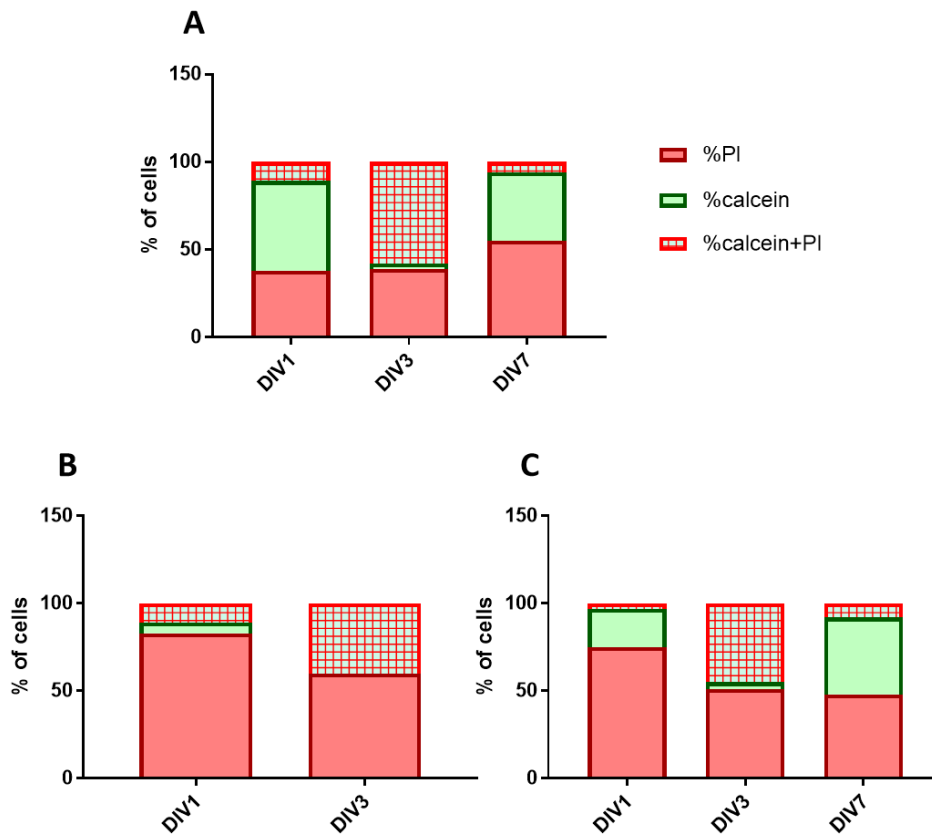 A
% of cells
150
100
50
0
DIV1
DIV3
DIV7
%PI
%calcein
%calcein+PI
B
% of cells
150
100
50
0
DIV1
DIV3
C
% of cells
150
100
50
0
DIV1
DIV3
DIV7